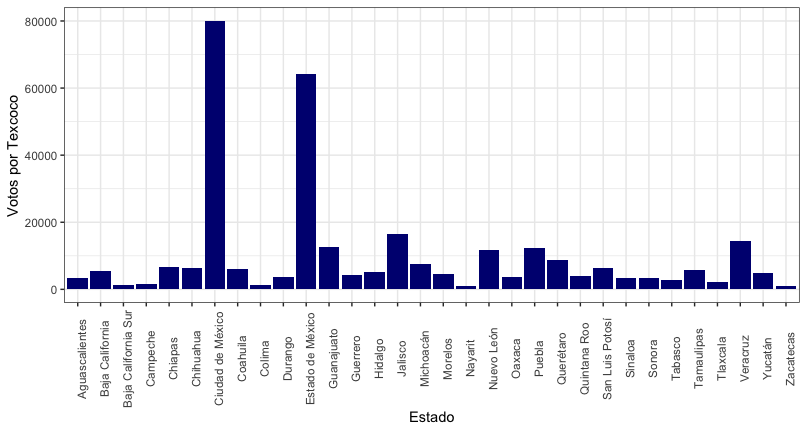 Votos por Texcoco
80000
60000
40000
20000
0
Aguascalientes
Baja California
Baja California Sur
Campeche
Chiapas
Chihuahua
Ciudad de México
Coahuila
Colima
Durango
Estado de México
Guanajuato
Guerrero
Hidalgo
Jalisco
Michoacán
Morelos
Nayarit
Nuevo León
Oaxaca
Puebla
Querétaro
Quintana Roo
San Luis Potosí
Sinaloa
Sonora
Tabasco
Tamaulipas
Tlaxcala
Veracruz
Yucatán
Zacatecas
Estado